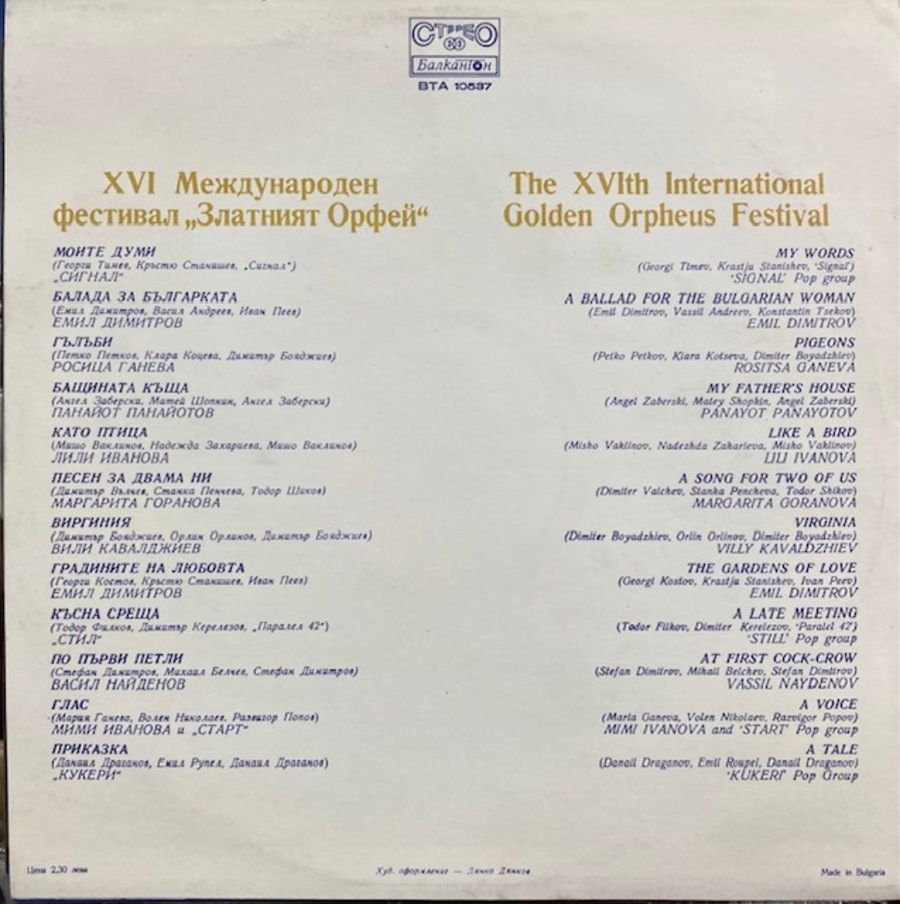 СТЕРЕО
33
Балкантон
ВТА 10537
XVI Международен
фестивал „Златният Орфей“
МОИТЕ ДУМИ
(Георги Тимев, Кръстю Станишев, „Сигнал“)
„СИГНАЛ“
БАЛАДА ЗА БЪЛГАРКАТА
(Емил Димитров, Васил Андреев, Иван Пеев)
ЕМИЛ ДИМИТРОВ
ГЪЛЪБИ
(Петко Петков, Клара Коцева, Димитър Бояджиев)
РОСИЦА ГАНЕВА
БАЩИНАТА КЪЩА
(Ангел Заберски, Матей Шопкин, Ангел Заберски)
ПАНАЙОТ ПАНАЙОТОВ
КАТО ПТИЦА
(Мишо Ваклинов, Надежда Захариева, Мишо Ваклинов)
ЛИЛИ ИВАНОВА
ПЕСЕН ЗА ДВАМА НИ
(Димитър Вълчев, Станка Пенчева, Тодор Шиков)
МАРГАРИТА ГОРАНОВА
ВИРГИНИЯ
(Димитър Бояджиев, Орлин Орлинов, Димитър Бояджиев)
ВИЛИ КАВАЛДЖИЕВ
ГРАДИНИТЕ НА ЛЮБОВТА
(Георги Костов, Кръстю Станишев, Иван Пеев)
ЕМИЛ ДИМИТРОВ
КЪСНА СРЕЩА
(Тодор Филков, Димитър Керелезов, „Паралел 42“)
„СТИЛ“
ПО ПЪРВИ ПЕТЛИ
(Стефан Димитров, Михаил Белчев, Стефан Димитров)
ВАСИЛ НАЙДЕНОВ
ГЛАС
(Мария Ганева, Волен Николаев, Развигор Попов)
МИМИ ИВАНОВА и „СТАРТ“
ПРИКАЗКА
(Данаил Драганов, Емил Рупел, Данаил Драганов)
„КУКЕРИ“
The XVIth International
Golden Orpheus Festival
MY WORDS
(Georgi Timev, Krastju Stanishev, 'Signal')
'SIGNAL' Pop group
A BALLAD FOR THE BULGARIAN WOMAN
(Emil Dimitrov, Vassil Andreev, Konstantin Tsekov)
EMIL DIMITROV
PIGEONS
(Petko Petkov, Kiara Kotseva, Dimiter Boyadzhiev)
ROSITSA GANEVA
MY FATHER'S HOUSE
(Angel Zaberski, Matey Shopkin, Angel Zaberski)
PANAYOT PANAYOTOV
LIKE A BIRD
(Misho Vaklinov, Nadezhda Zaharieva, Misho Vaklinov)
LILI IVANOVA
A SONG FOR TWO OF US
(Dimiter Valchev, Stanka Pencheva, Todor Shikov)
MARGARITA GORANOVA
VIRGINIA
(Dimiter Boyadzhiev, Orlin Orlinov, Dimiter Boyadzhiev)
VILLY KAVALDZHIEV
THE GARDENS OF LOVE
(Georgi Kostov, Krastju Stanishev, Ivan Peev)
EMIL DIMITROV
A LATE MEETING
(Todor Filkov, Dimiter Kerelezov, 'Paralel 42')
'STILL' Pop group
AT FIRST COCK-CROW
(Stefan Dimitrov, Mihail Belchev, Stefan Dimitrov)
VASSIL NAYDENOV
A VOICE
(Maria Ganeva, Volen Nikolaev, Razvigor Popov)
MIMI IVANOVA and 'START' Pop group
A TALE
(Danail Draganov, Emil Roupel, Danail Draganov)
'KUKERI' Pop Group
Цена 2,30 лева
Худ. оформление — Лянко Дянков
Made in Bulgaria